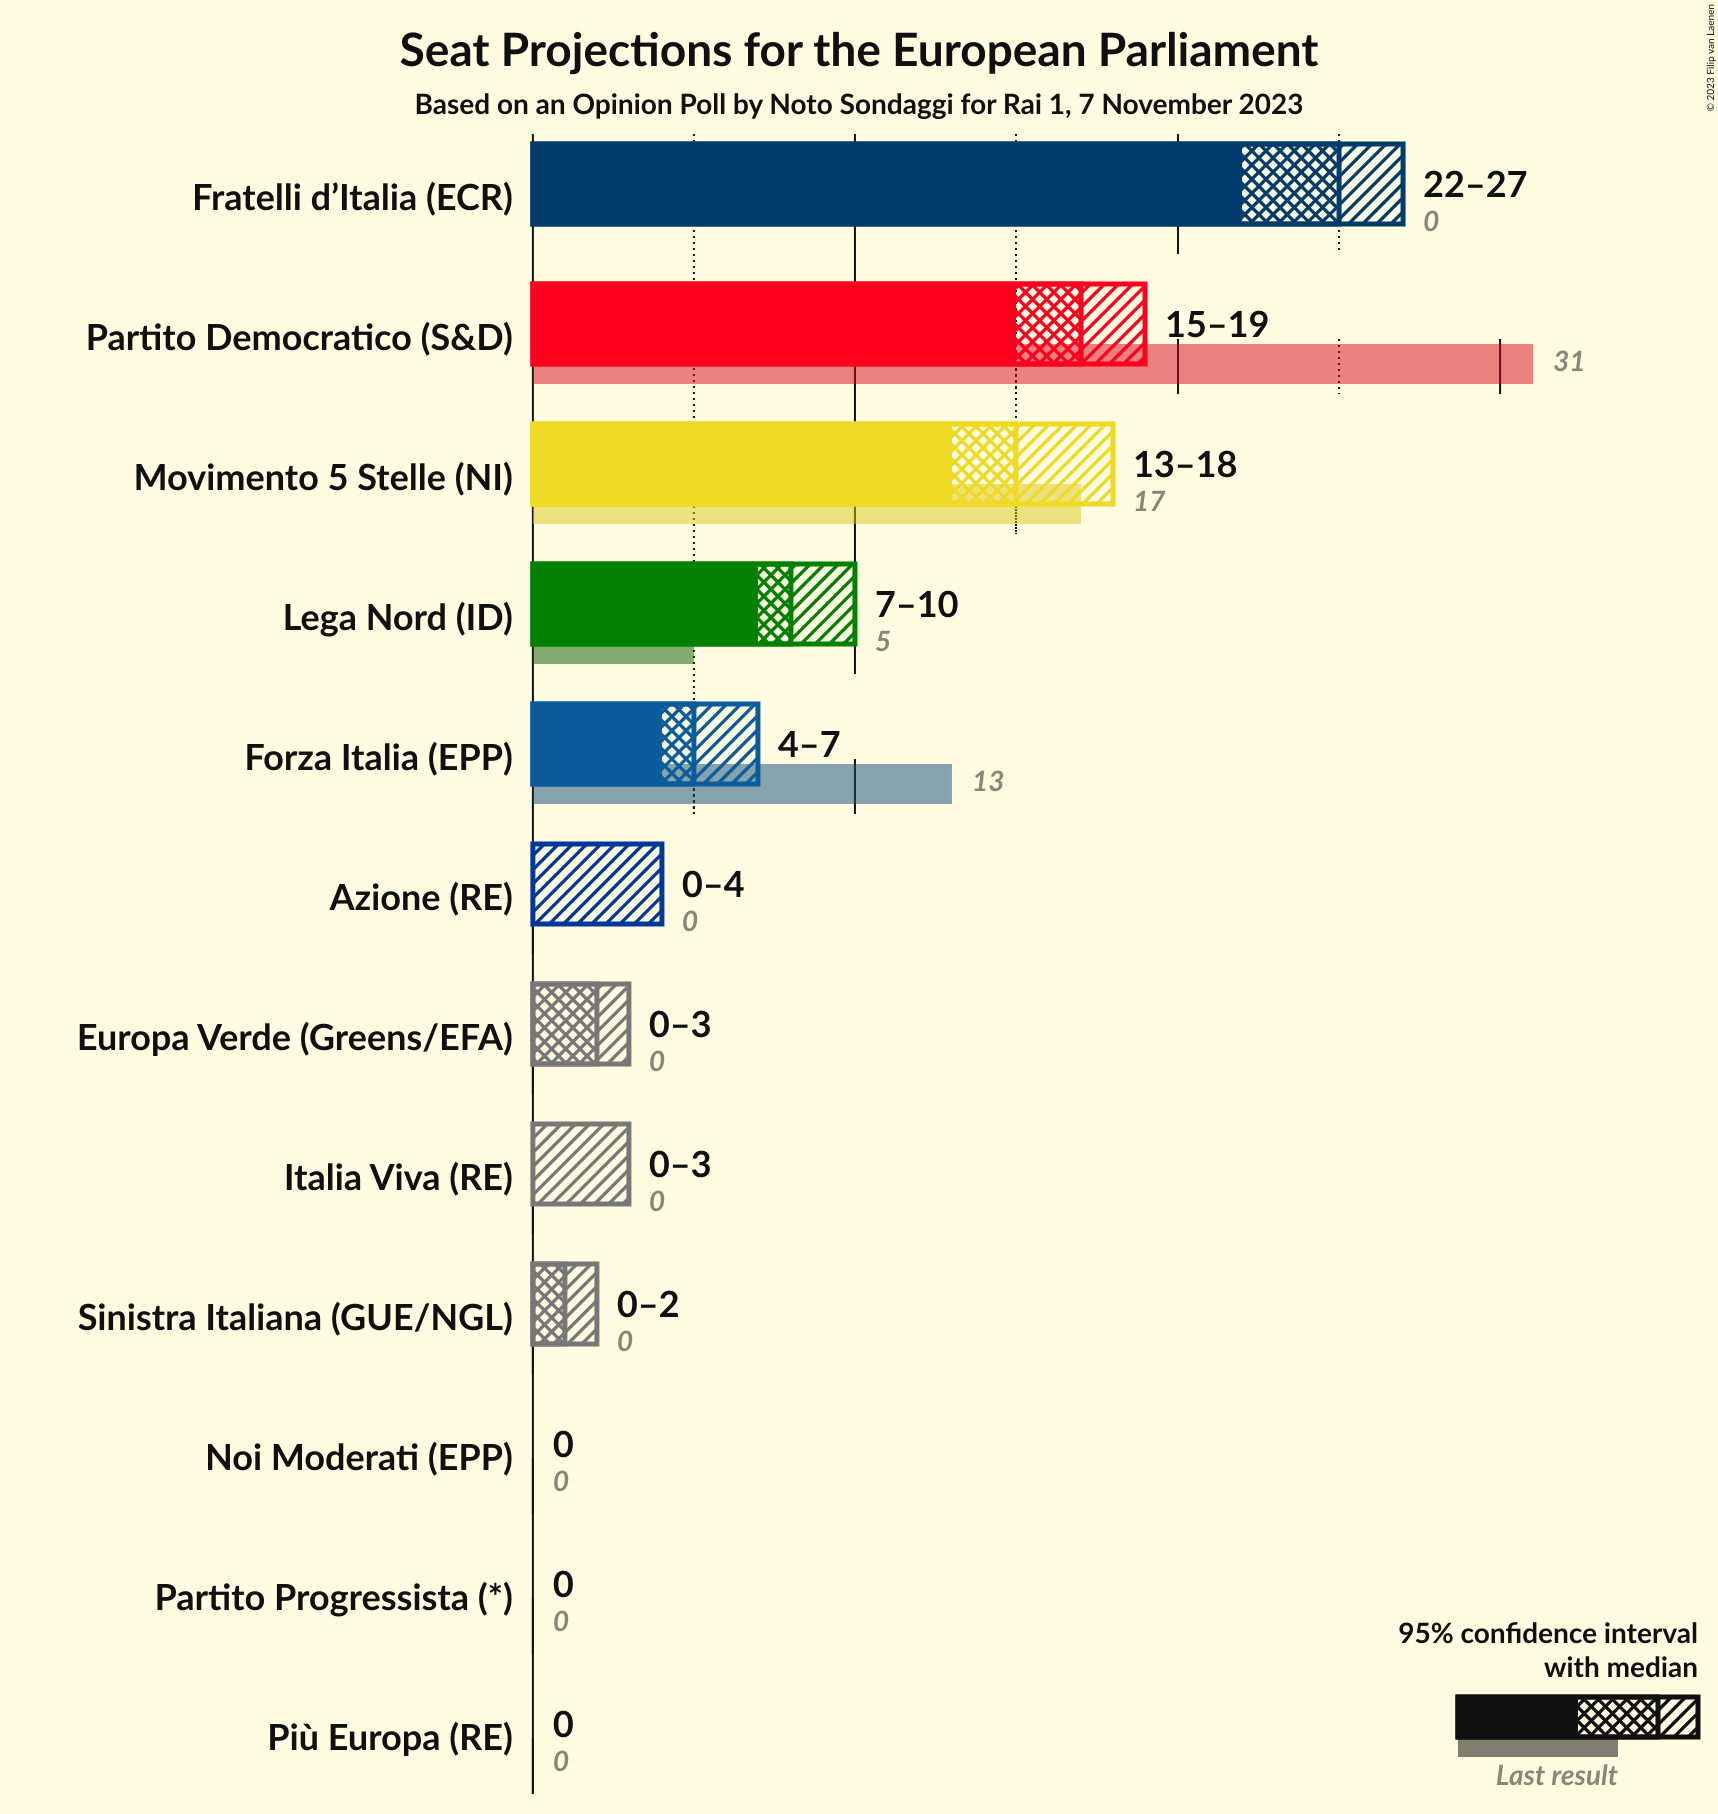 Seat Projections for the European Parliament
Based on an Opinion Poll by Noto Sondaggi for Rai 1, 7 November 2023
© 2023 Filip van Laenen
Fratelli d’Italia (ECR)
22–27
0
Partito Democratico (S&D)
15–19
31
Movimento 5 Stelle (NI)
13–18
17
Lega Nord (ID)
7–10
5
Forza Italia (EPP)
4–7
13
Azione (RE)
0–4
0
Europa Verde (Greens/EFA)
0–3
0
Italia Viva (RE)
0–3
0
Sinistra Italiana (GUE/NGL)
0–2
0
Noi Moderati (EPP)
0
0
Partito Progressista (*)
0
0
Più Europa (RE)
0
0
95% confidence interval
with median
Last result